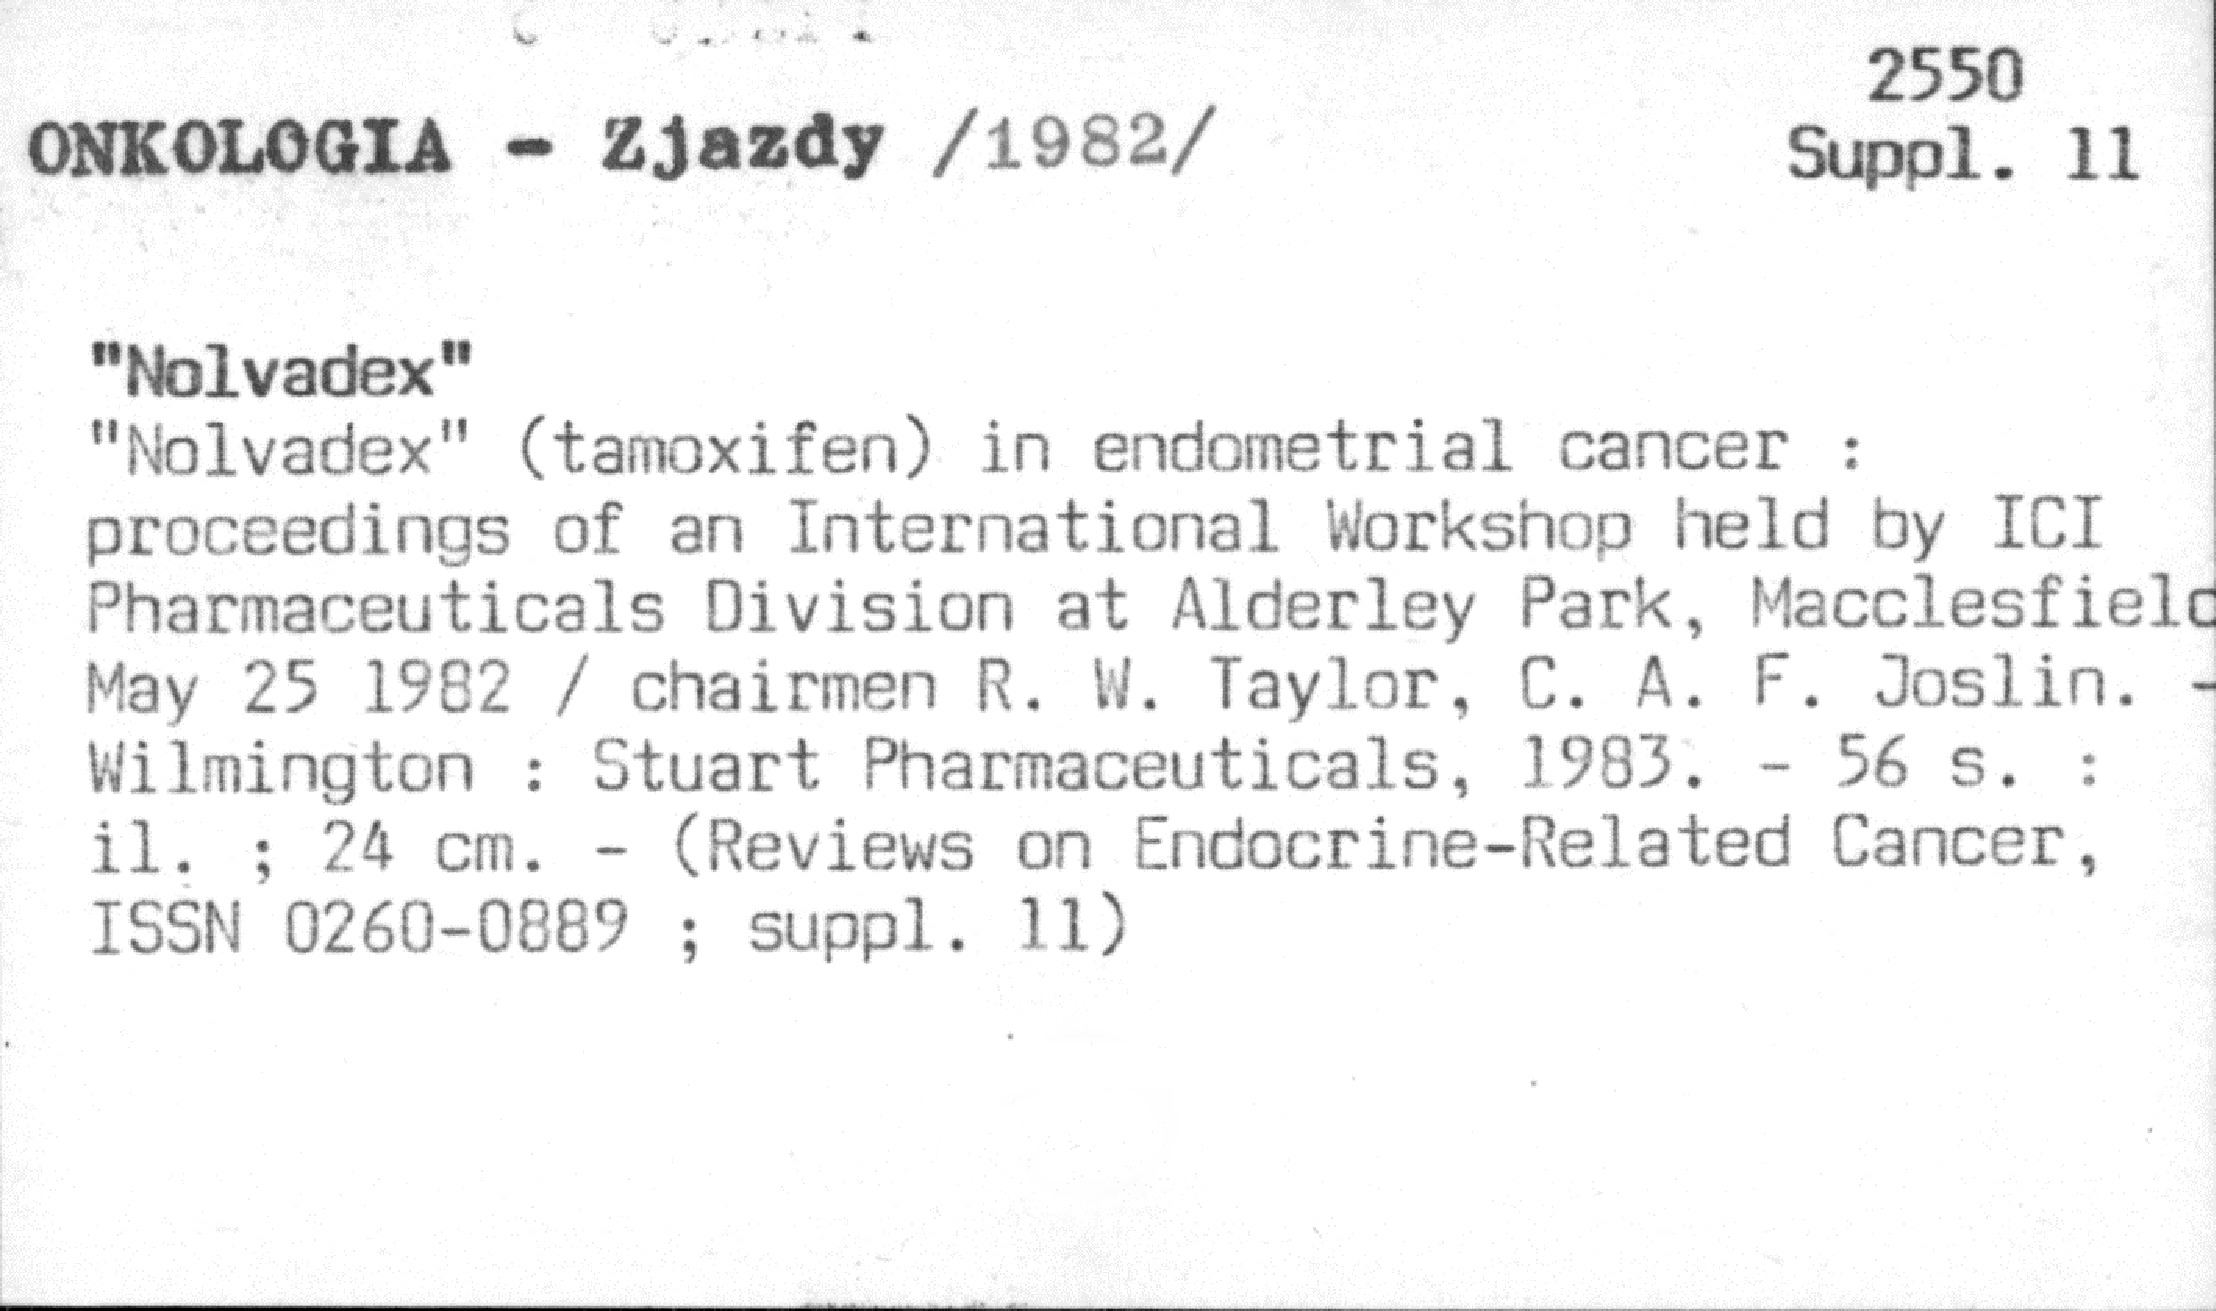 2550
ONKOLOGIA - Zjazdy /1982/
Suppl. 11
"Nolvadex"
"Nolvadex" (tamoxifen) in endometrial cancer :
proceedings of an International Workshop held by ICI
Pharmaceuticals Division at Alderley Park, Macclesfield
May 25 1982 / chairmen R. W. Taylor, C. A. F. Joslin. -
Wilmington : Stuart Pharmaceuticals, 1983. - 56 s. :
il. ; 24 cm. - (Reviews on Endocrine-Related Cancer,
ISSN 0260-0889 ; suppl. 11)